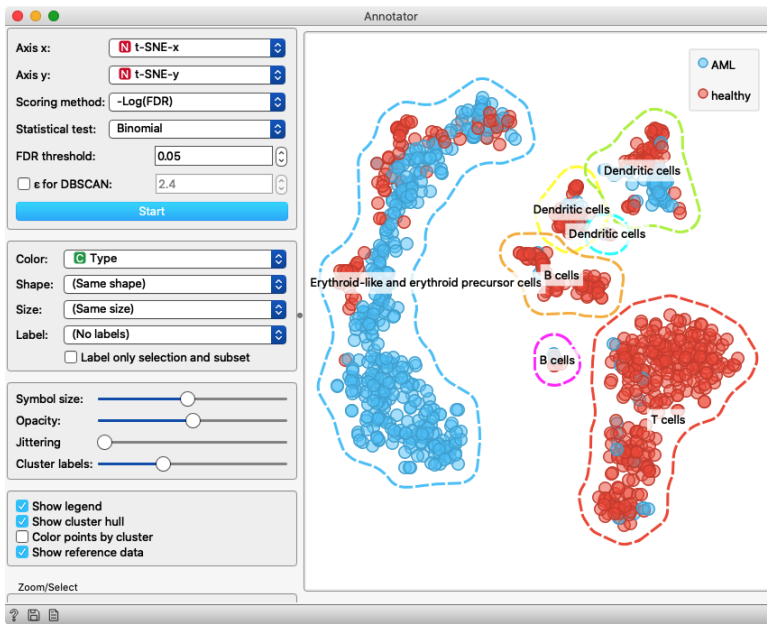 Annotator
Axis x: N t-SNE-x
Axis y: N t-SNE-y
Scoring method: -Log(FDR)
Statistical test: Binomial
FDR threshold: 0.05
ε for DBSCAN: 2.4
Start
Color: C Type
Shape: (Same shape)
Size: (Same size)
Label: (No labels)
Label only selection and subset
Symbol size:
Opacity:
Jittering
Cluster labels:
Show legend
Show cluster hull
Color points by cluster
Show reference data
Zoom/Select
?
AML
healthy
Dendritic cells
Dendritic cells
Dendritic cells
B cells
Erythroid-like and erythroid precursor cells
B cells
T cells